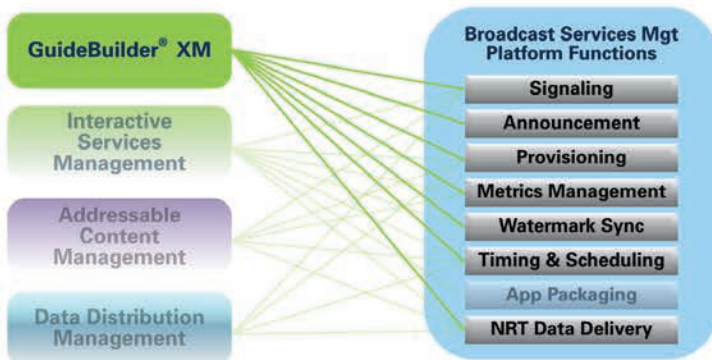 GuideBuilder® XM
Interactive
Services
Management
Addressable
Content
Management
Data Distribution
Management
Broadcast Services Mgt
Platform Functions
Signaling
Announcement
Provisioning
Metrics Management
Watermark Sync
Timing & Scheduling
App Packaging
NRT Data Delivery